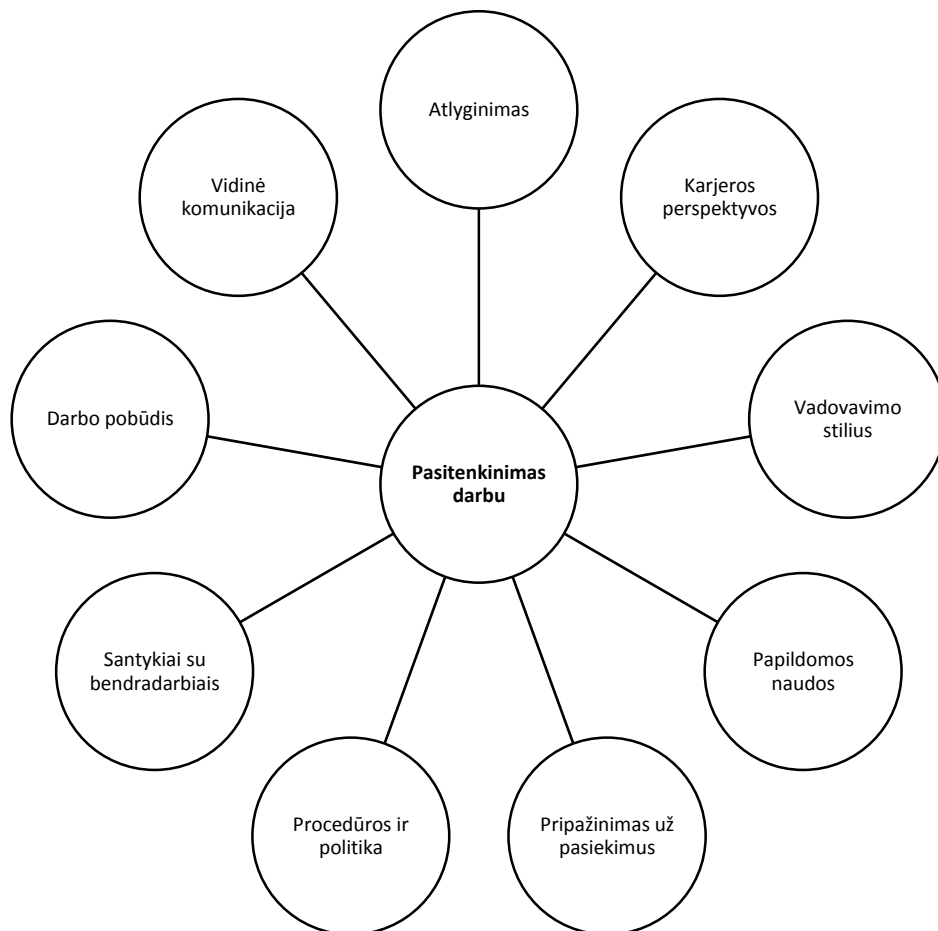 Atlyginimas
Karjeros
perspektyvos
Vadovavimo
stilius
Papildomos
naudos
Pripažinimas už
pasiekimus
Procedūros ir
politika
Santykiai su
bendradarbiais
Darbo pobūdis
Vidinė
komunikacija
Pasitenkinimas
darbu